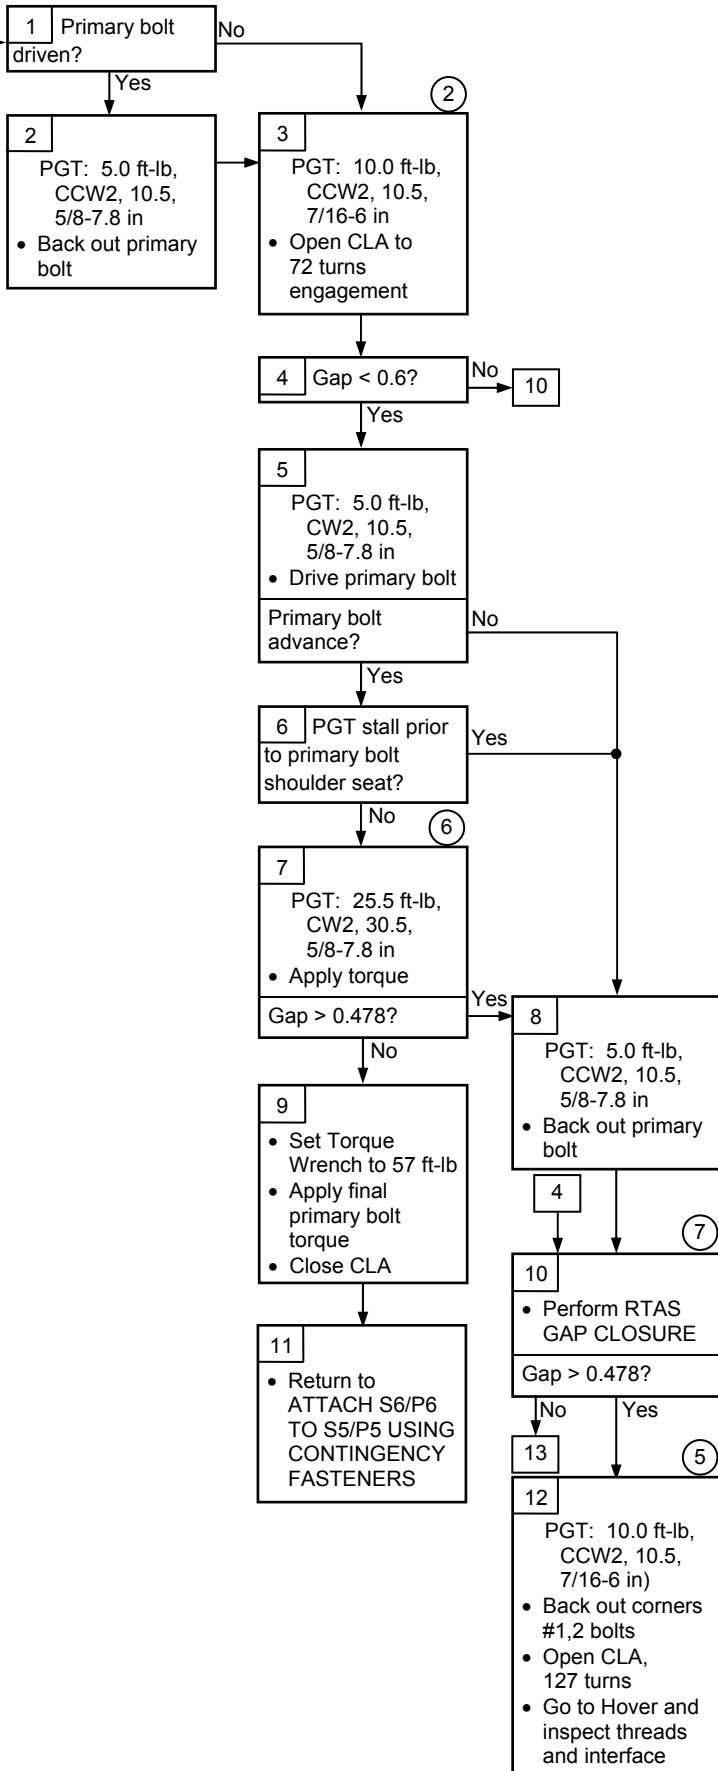 1 Primary bolt
driven?
No
Yes
2
PGT: 5.0 ft-lb,
CCW2, 10.5,
5/8-7.8 in
• Back out primary
bolt
2
3
PGT: 10.0 ft-lb,
CCW2, 10.5,
7/16-6 in
• Open CLA to
72 turns
engagement
4 Gap < 0.6?
No
10
Yes
5
PGT: 5.0 ft-lb,
CW2, 10.5,
5/8-7.8 in
• Drive primary bolt
Primary bolt
advance?
No
Yes
6 PGT stall prior
to primary bolt
shoulder seat?
Yes
No
6
7
PGT: 25.5 ft-lb,
CW2, 30.5,
5/8-7.8 in
• Apply torque
Gap > 0.478?
Yes
No
8
PGT: 5.0 ft-lb,
CCW2, 10.5,
5/8-7.8 in
• Back out primary
bolt
9
• Set Torque
Wrench to 57 ft-lb
• Apply final
primary bolt
torque
• Close CLA
4
7
10
• Perform RTAS
GAP CLOSURE
Gap > 0.478?
No
Yes
11
• Return to
ATTACH S6/P6
TO S5/P5 USING
CONTINGENCY
FASTENERS
13
5
12
PGT: 10.0 ft-lb,
CCW2, 10.5,
7/16-6 in)
• Back out corners
#1,2 bolts
• Open CLA,
127 turns
• Go to Hover and
inspect threads
and interface